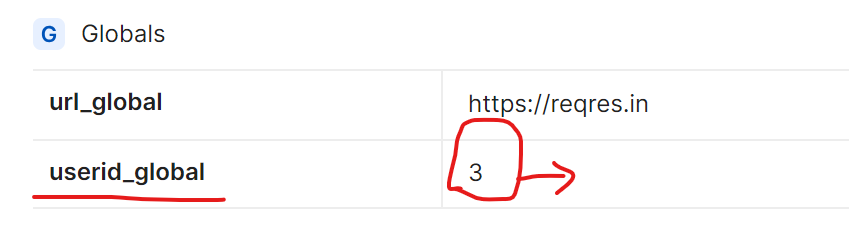 G Globals
url_global https://reqres.in
userid_global 3